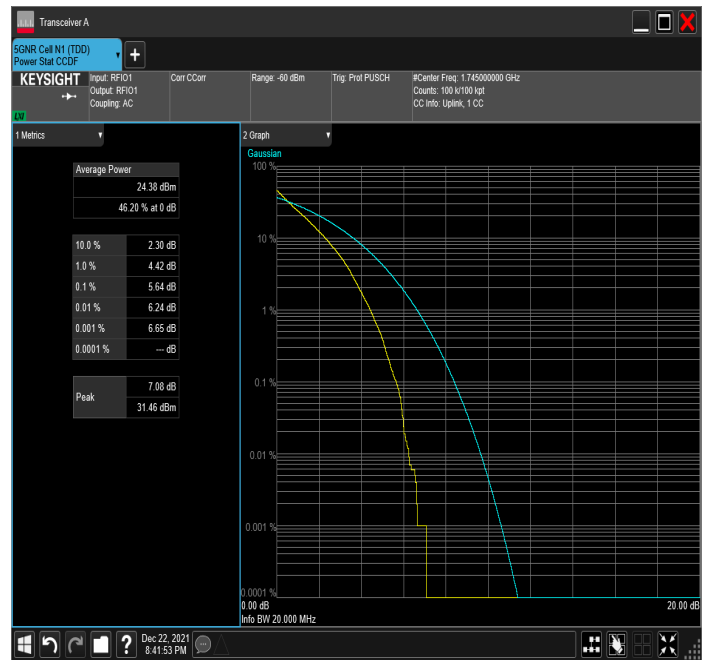 Transceiver A
5GNR Cell N1 (TDD)
Power Stat CCDF
KEYSIGHT
LXI
Input: RFIO1
Output: RFIO1
Coupling: AC
Corr CCorr
Range: -60 dBm
Trig: Prot PUSCH
#Center Freq: 1.745000000 GHz
Counts: 100 k/100 kpt
CC Info: Uplink, 1 CC
1 Metrics
Average Power
24.38 dBm
46.20 % at 0 dB
10.0 % 2.30 dB
1.0 % 4.42 dB
0.1 % 5.64 dB
0.01 % 6.24 dB
0.001 % 6.65 dB
0.0001 % --- dB
Peak
7.08 dB
31.46 dBm
2 Graph
Gaussian
100 %
10 %
1 %
0.1 %
0.01 %
0.001 %
0.0001 %
0.00 dB
20.00 dB
Info BW 20.000 MHz
?
Dec 22, 2021
8:41:53 PM